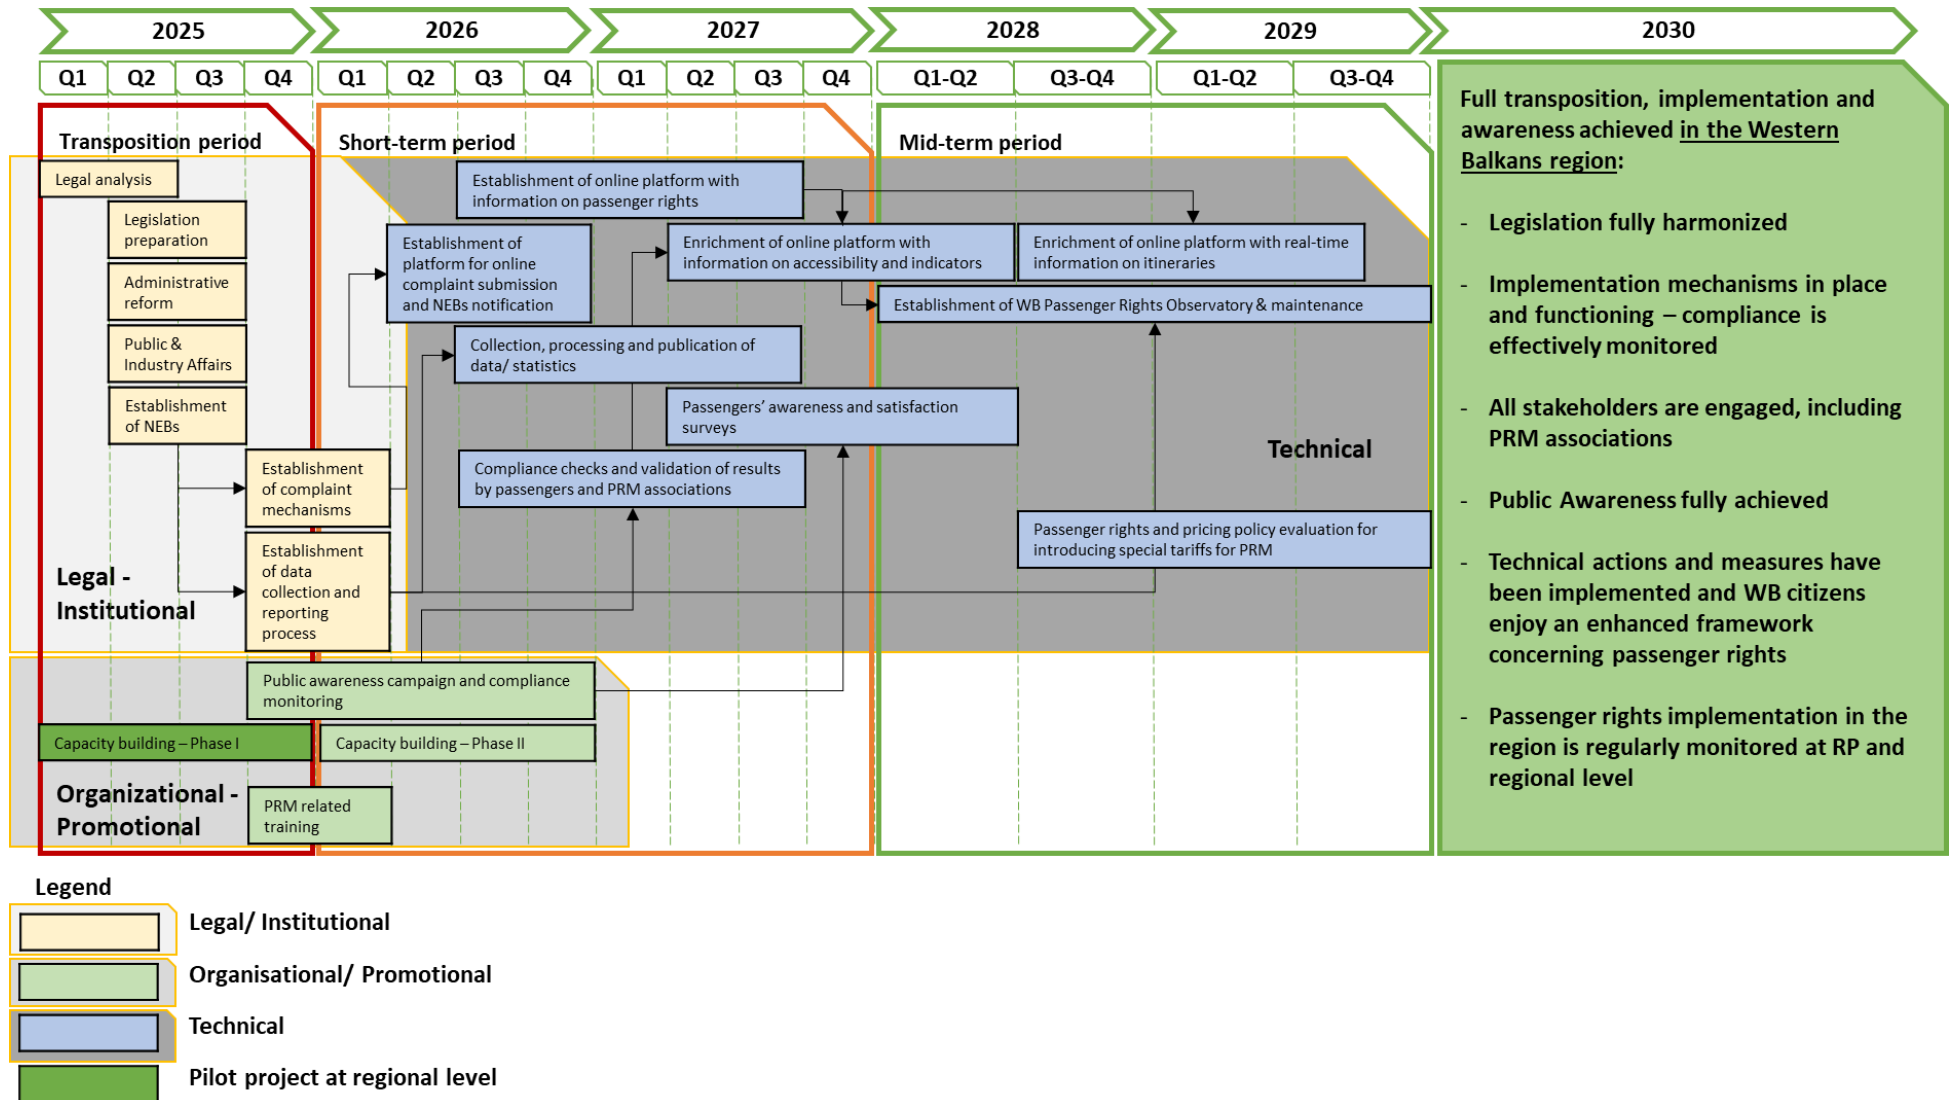 2025
2026
2027
2028
2029
2030
Q1
Q2
Q3
Q4
Q1
Q2
Q3
Q4
Q1
Q2
Q3
Q4
Q1-Q2
Q3-Q4
Q1-Q2
Q3-Q4
Transposition period
Short-term period
Mid-term period
Legal analysis
Legislation
preparation
Administrative
reform
Public &
Industry Affairs
Establishment
of NEBs
Establishment
of complaint
mechanisms
Establishment
of data
collection and
reporting
process
Legal -
Institutional
Establishment of online platform with
information on passenger rights
Establishment of
platform for online
complaint submission
and NEBs notification
Enrichment of online platform with
information on accessibility and indicators
Enrichment of online platform with real-time
information on itineraries
Establishment of WB Passenger Rights Observatory & maintenance
Collection, processing and publication of
data/ statistics
Passengers’ awareness and satisfaction
surveys
Compliance checks and validation of results
by passengers and PRM associations
Technical
Passenger rights and pricing policy evaluation for
introducing special tariffs for PRM
Public awareness campaign and compliance
monitoring
Capacity building – Phase I
Capacity building – Phase II
Organizational -
Promotional
PRM related
training
Full transposition, implementation and
awareness achieved in the Western
Balkans region:
- Legislation fully harmonized
- Implementation mechanisms in place
and functioning – compliance is
effectively monitored
- All stakeholders are engaged, including
PRM associations
- Public Awareness fully achieved
- Technical actions and measures have
been implemented and WB citizens
enjoy an enhanced framework
concerning passenger rights
- Passenger rights implementation in the
region is regularly monitored at RP and
regional level
Legend
Legal/ Institutional
Organisational/ Promotional
Technical
Pilot project at regional level